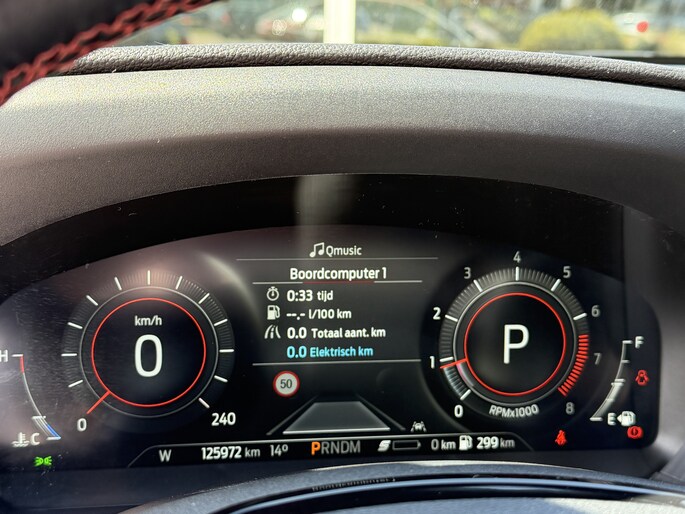 Qmusic
Boordcomputer 1
0:33 tijd
--.- l/100 km
0.0 Totaal aant. km
0.0 Elektrisch km
50
km/h
0
0
240
H
C
P
0
1
2
3
4
5
6
7
8
RPMx1000
F
E
W 125972 km 14° PRNDM 0 km 299 km